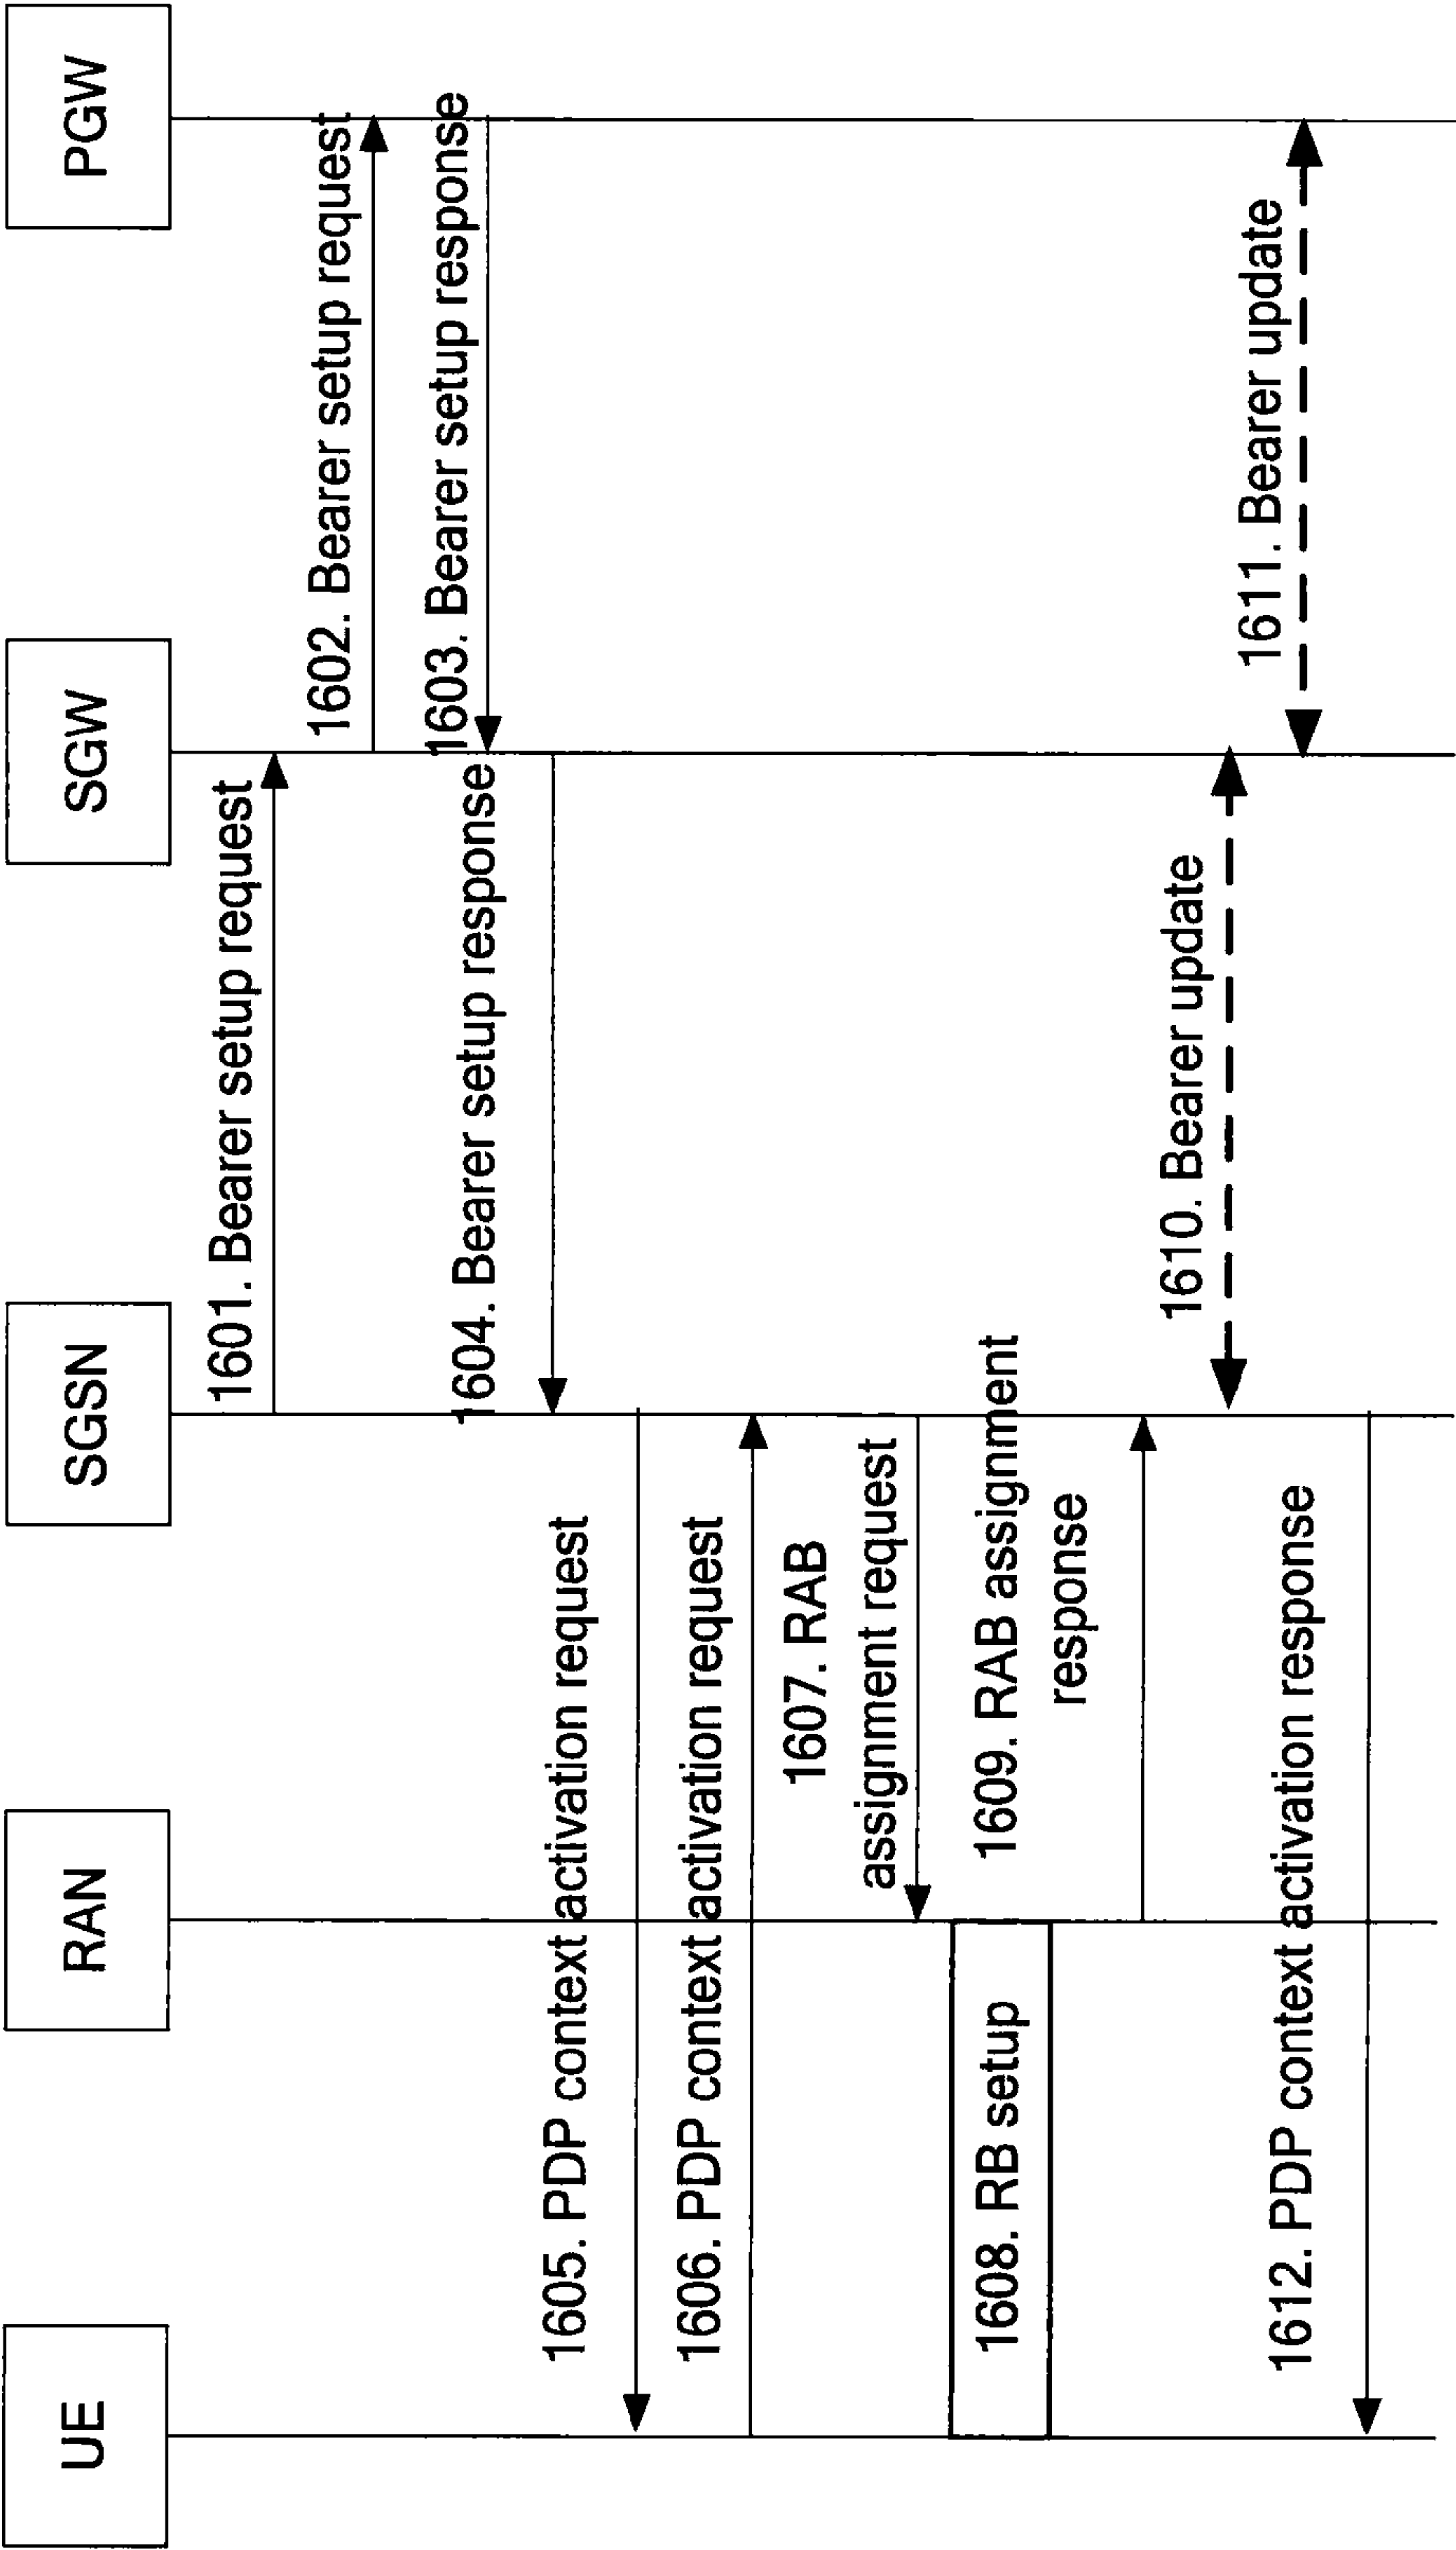 UE
RAN
SGSN
SGW
PGW
1601. Bearer setup request
1602. Bearer setup request
1603. Bearer setup response
1604. Bearer setup response
1605. PDP context activation request
1606. PDP context activation request
1607. RAB
assignment request
1608. RB setup
1609. RAB assignment
response
1610. Bearer update
1611. Bearer update
1612. PDP context activation response